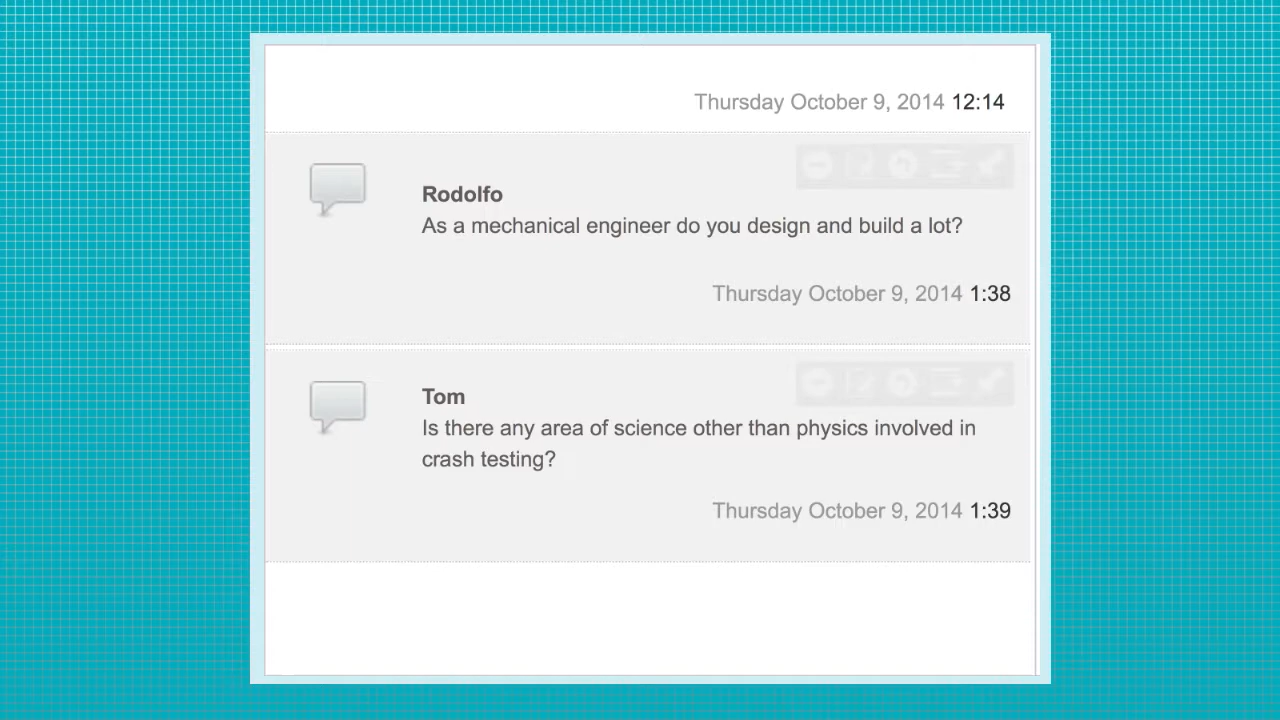 Thursday October 9, 2014 12:14
Rodolfo
As a mechanical engineer do you design and build a lot?
Thursday October 9, 2014 1:38
Tom
Is there any area of science other than physics involved in
crash testing?
Thursday October 9, 2014 1:39